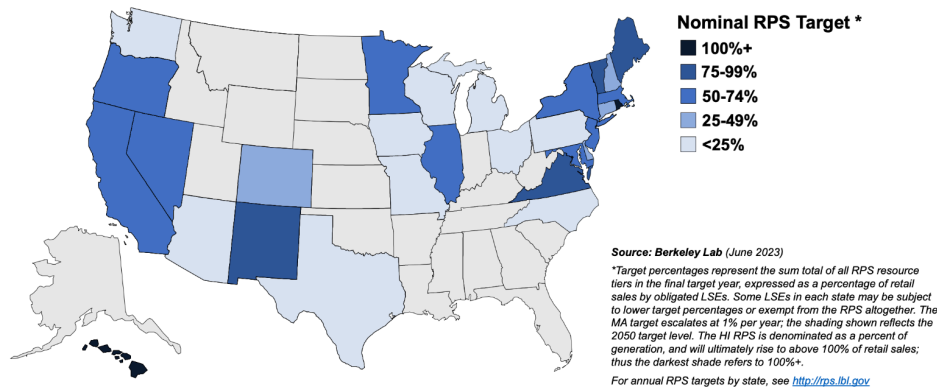 Nominal RPS Target *
100%+
75-99%
50-74%
25-49%
<25%
Source: Berkeley Lab (June 2023)
*Target percentages represent the sum total of all RPS resource
tiers in the final target year, expressed as a percentage of retail
sales by obligated LSEs. Some LSEs in each state may be subject
to lower target percentages or exempt from the RPS altogether. The
MA target escalates at 1% per year; the shading shown reflects the
2050 target level. The HI RPS is denominated as a percent of
generation, and will ultimately rise to above 100% of retail sales;
thus the darkest shade refers to 100%+.
For annual RPS targets by state, see http://rps.lbl.gov